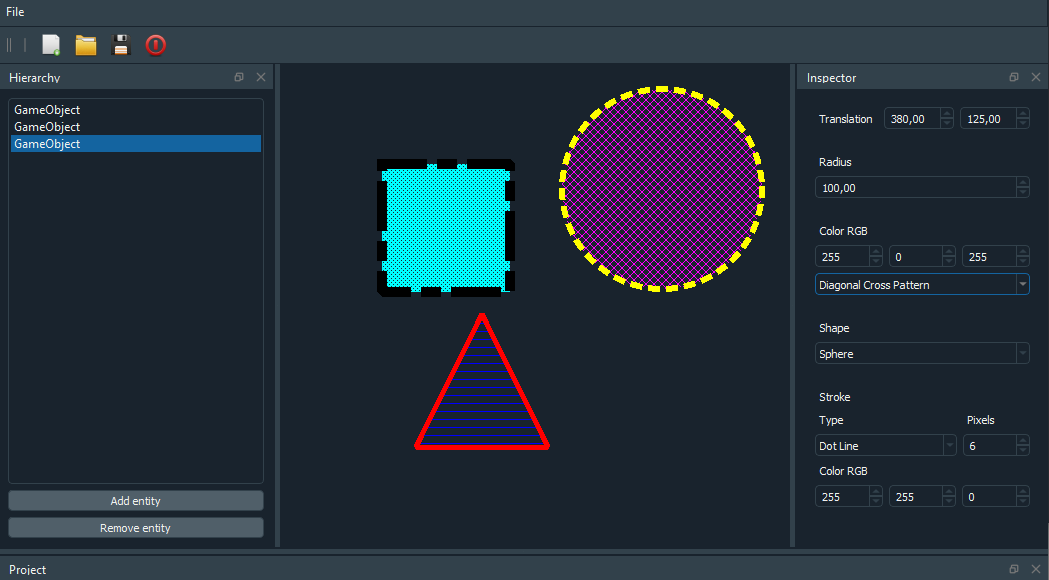 File
Hierarchy
GameObject
GameObject
GameObject
Add entity
Remove entity
Inspector
Translation 380,00 125,00
Radius
100,00
Color RGB
255 0 255
Diagonal Cross Pattern
Shape
Sphere
Stroke
Type Pixels
Dot Line 6
Color RGB
255 255 0
Project